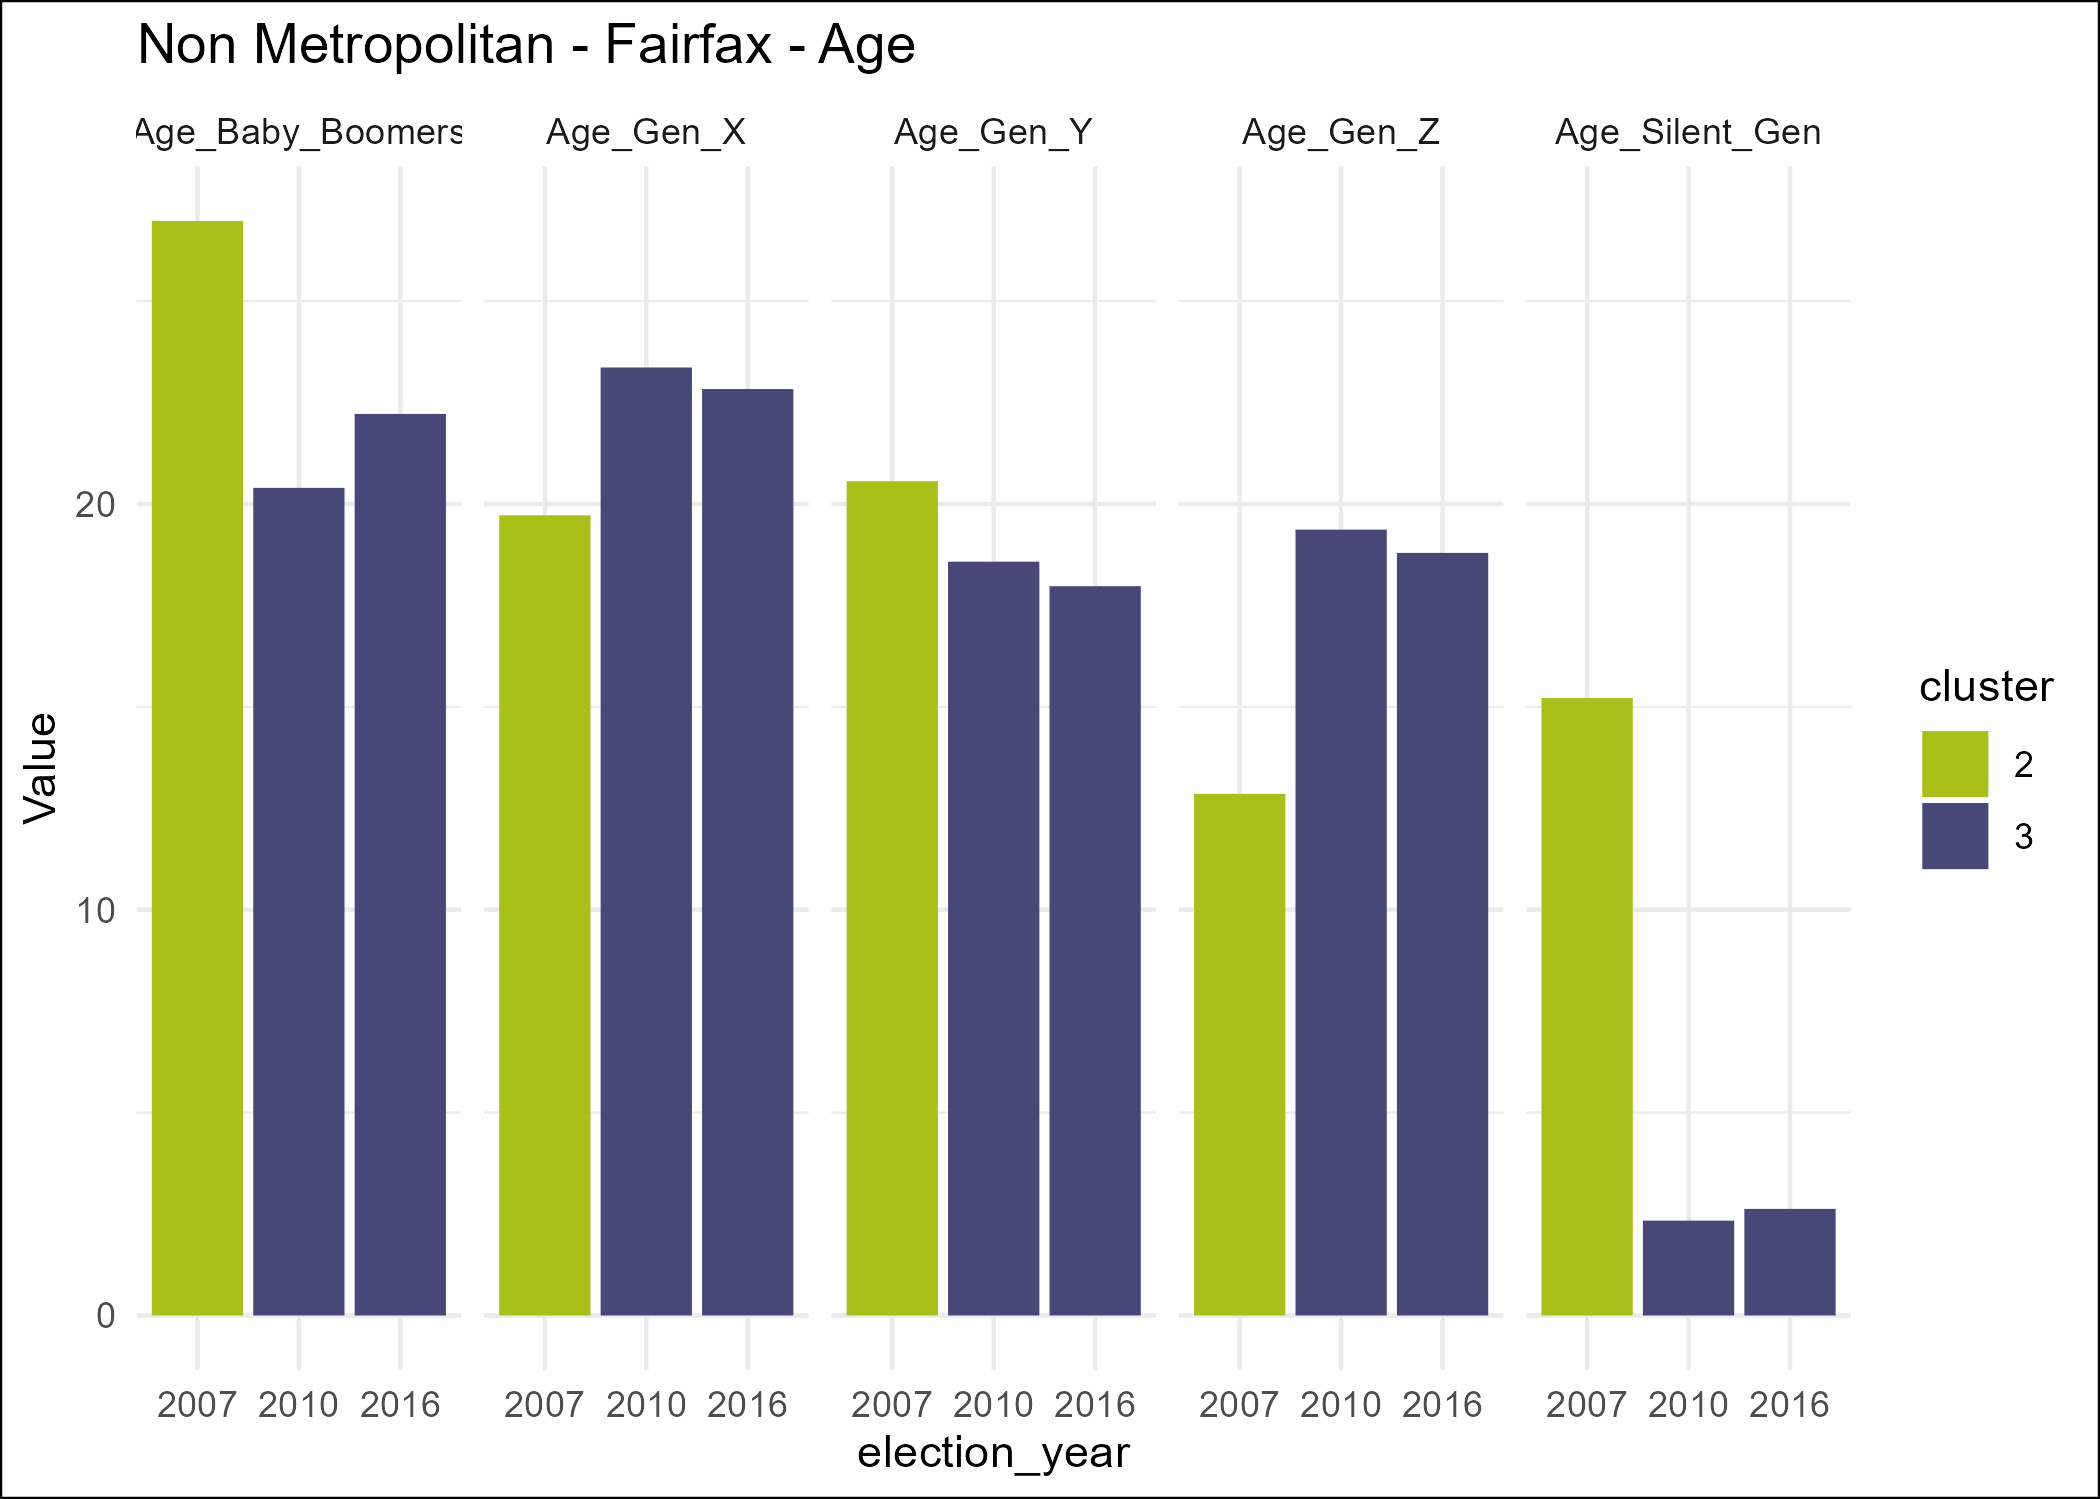 Non Metropolitan - Fairfax - Age
Age_Baby_Boomers Age_Gen_X Age_Gen_Y Age_Gen_Z Age_Silent_Gen
20
10
0
Value
2007 2010 2016 2007 2010 2016 2007 2010 2016 2007 2010 2016 2007 2010 2016
election_year
cluster
2
3